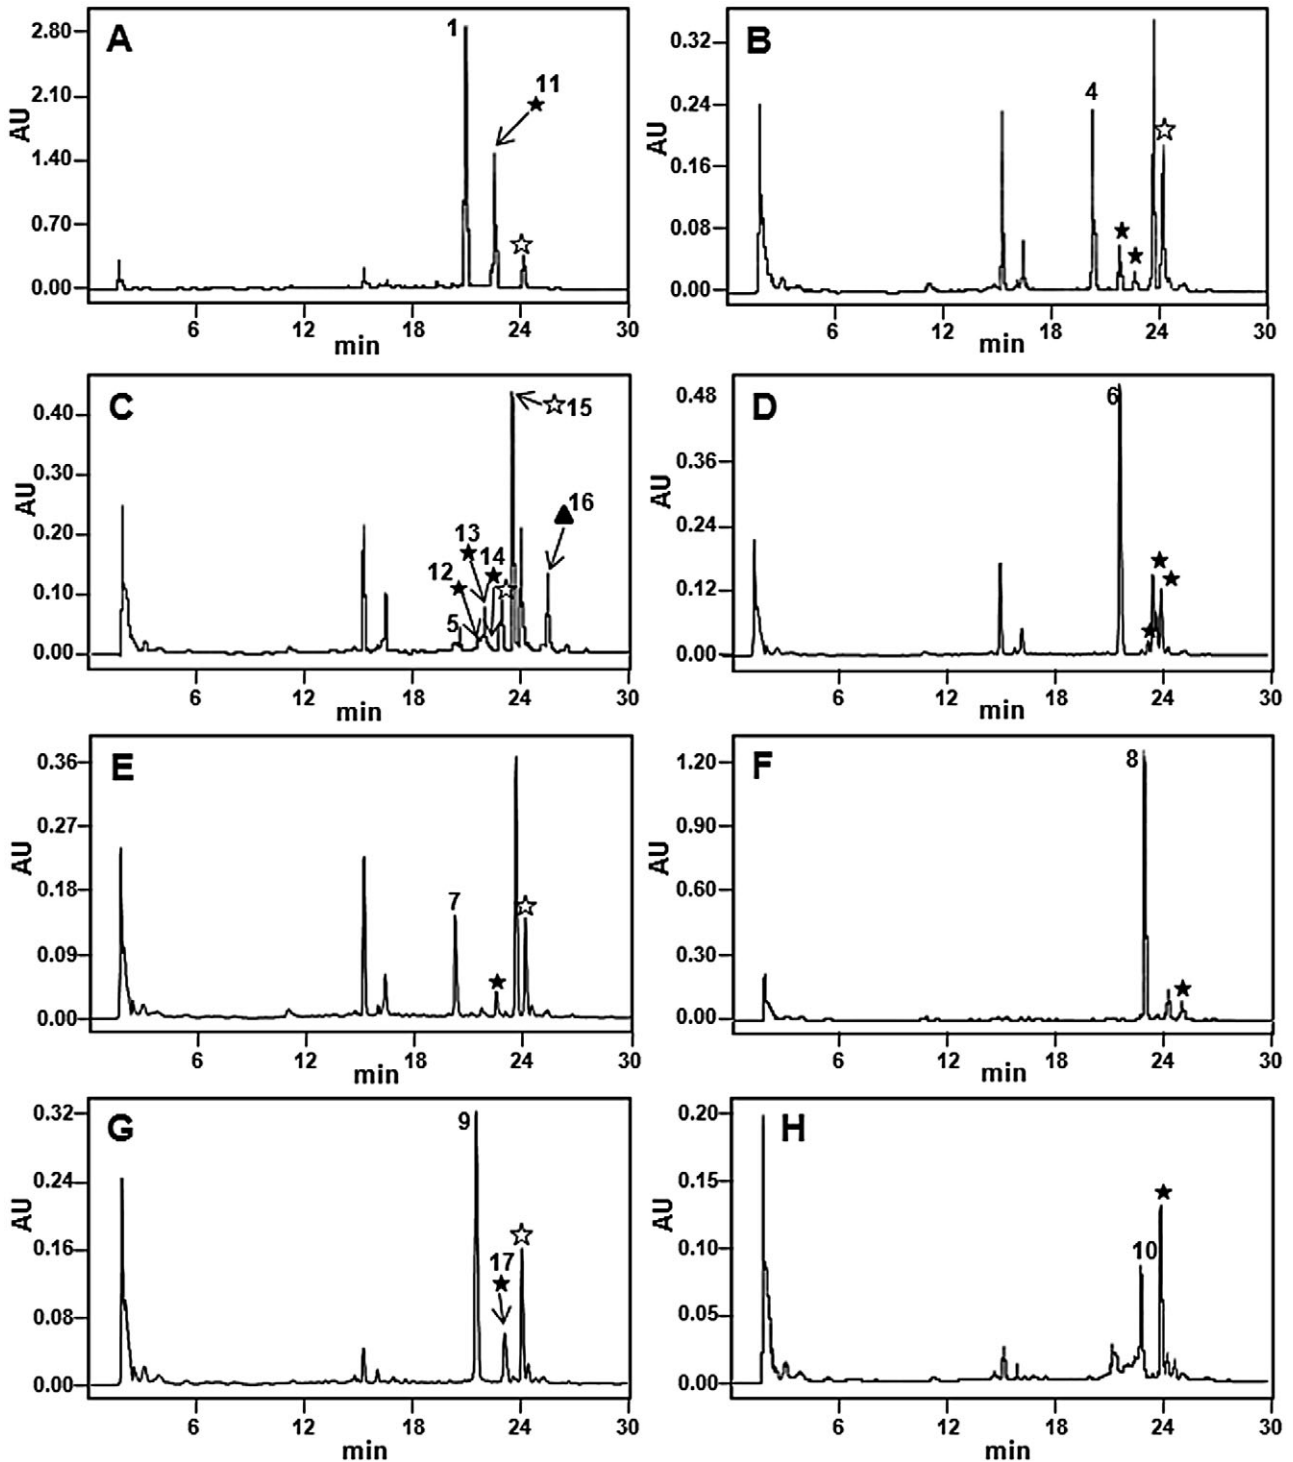 A
AU
2.80
2.10
1.40
0.70
0.00
1
11
6 12 18 24 30
min
B
AU
0.32
0.24
0.16
0.08
0.00
4
6 12 18 24 30
min
C
AU
0.40
0.30
0.20
0.10
0.00
15
16
13
14
12
5
6 12 18 24 30
min
D
AU
0.48
0.36
0.24
0.12
0.00
6
6 12 18 24 30
min
E
AU
0.36
0.27
0.18
0.09
0.00
7
6 12 18 24 30
min
F
AU
1.20
0.90
0.60
0.30
0.00
8
6 12 18 24 30
min
G
AU
0.32
0.24
0.16
0.08
0.00
9
17
6 12 18 24 30
min
H
AU
0.20
0.15
0.10
0.05
0.00
10
6 12 18 24 30
min